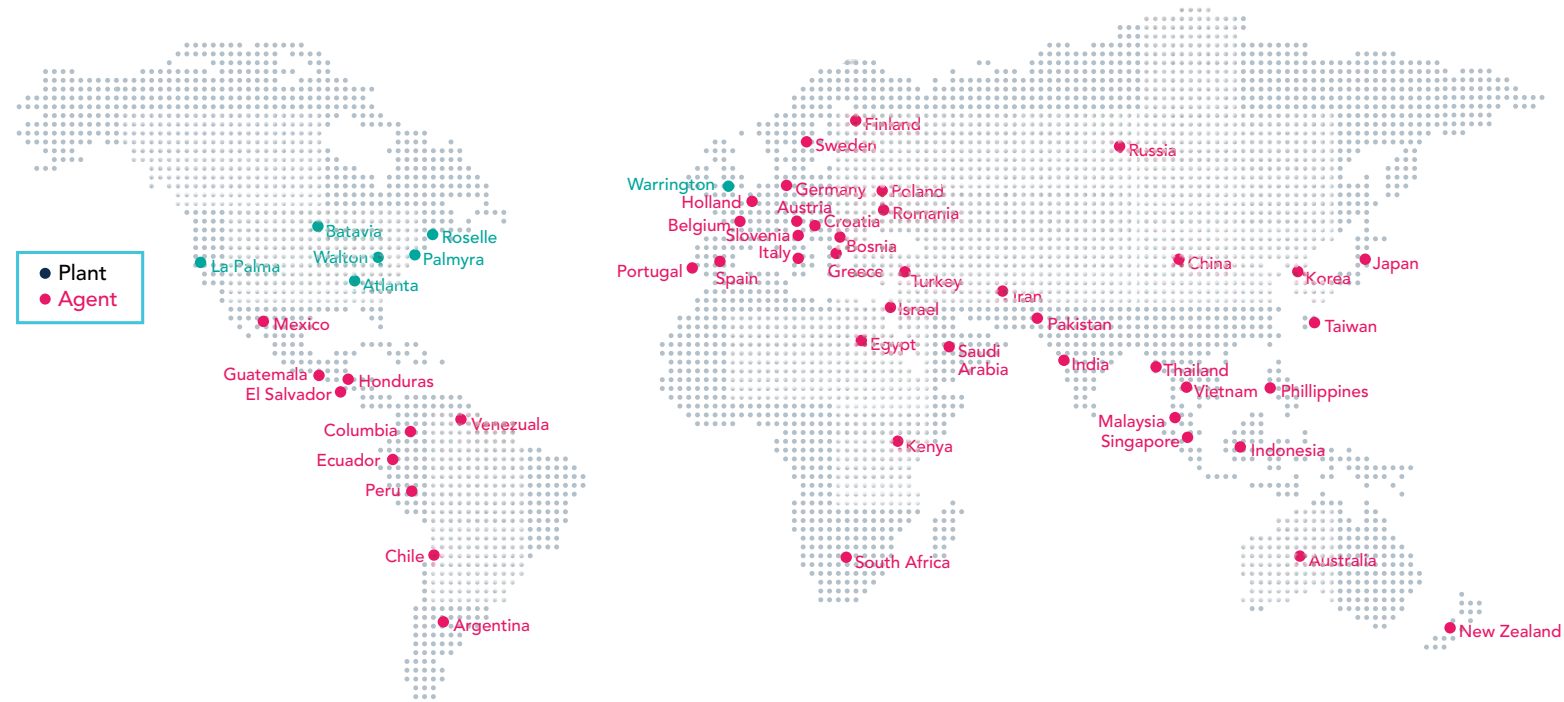 Finland
Sweden
Russia
Warrington
Germany
Poland
Holland
Austria
Romania
Belgium
Croatia
Slovenia
Bosnia
Italy
Greece
Portugal
Spain
Turkey
China
Korea
Japan
Batavia
Roselle
Walton
Palmyra
La Palma
Atlanta
Plant
Agent
Iran
Israel
Mexico
Pakistan
Taiwan
Egypt
Saudi
Arabia
India
Thailand
Guatemala
Honduras
El Salvador
Vietnam
Phillippines
Venezuala
Columbia
Malaysia
Singapore
Kenya
Indonesia
Ecuador
Peru
Chile
South Africa
Australia
Argentina
New Zealand